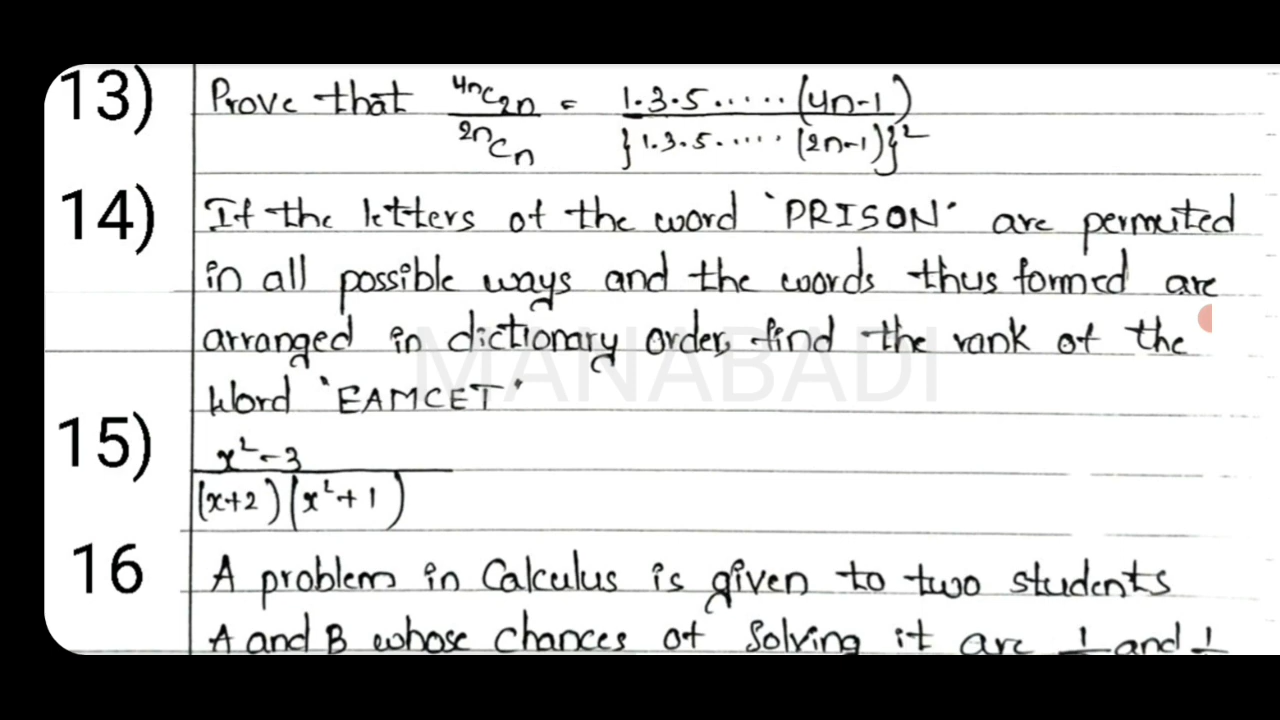 13) Prove that ⁴ⁿC₂ₙ / ²ⁿCₙ = 1·3·5.....(4n-1) / {1·3·5.....(2n-1)}²
14) If the letters of the word 'PRISON' are permuted
in all possible ways and the words thus formed are
arranged in dictionary order, find the rank of the
MANABADI
Word 'EAMCET'
15) x²-3 / (x+2)(x²+1)
16 A problem in Calculus is given to two students
A and B whose chances of Solving it are 1/ and 1/